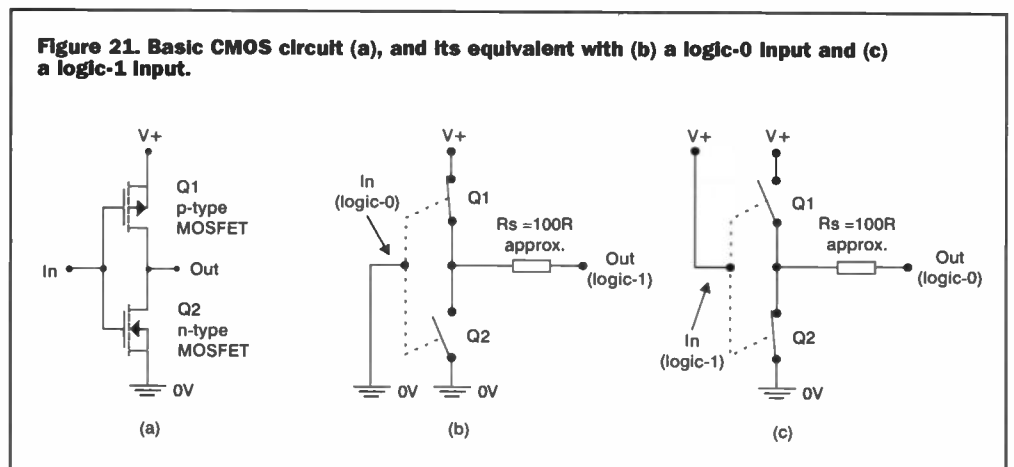 Figure 21. Basic CMOS circuit (a), and its equivalent with (b) a logic-0 input and (c)
a logic-1 input.
V+
Q1
p-type
MOSFET
In
Out
Q2
n-type
MOSFET
0V
(a)
V+
In
(logic-0)
Q1
Rs =100R
approx.
Out
(logic-1)
Q2
0V
0V
(b)
V+
V+
Q1
Rs =100R
approx.
Out
(logic-0)
In
(logic-1)
Q2
0V
(c)